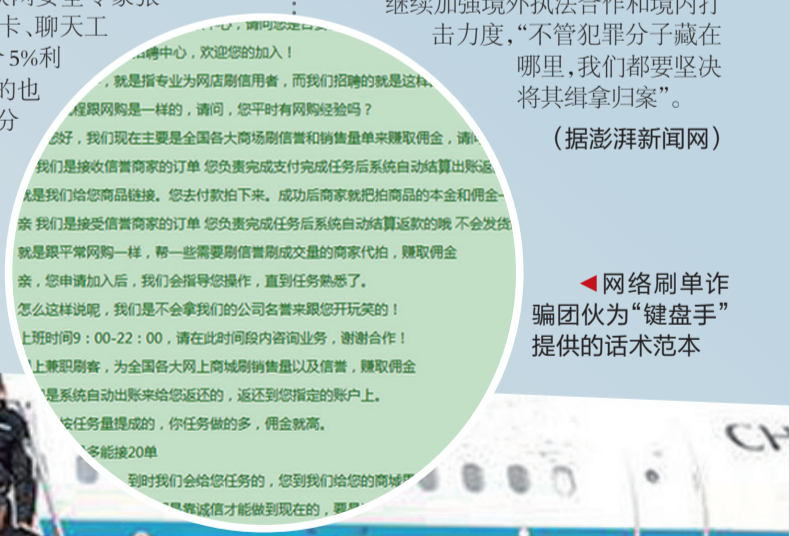 卡、聊天工
5%利
的也
分
继续加强境外执法合作和境内打
击力度，“不管犯罪分子藏在
哪里，我们都要坚决
将其缉拿归案”。
（据澎湃新闻网）
聘中心，欢迎您的加入！
，就是指专业为网店刷信用者，而我们招聘的就是这样
程跟网购是一样的，请问，您平时有网购经验吗？
您好，我们现在主要是全国各大商场刷信誉和销售量单来赚取佣金，请问
我们是接收信誉商家的订单 您负责完成支付完成任务后系统自动结算出账返
就是我们给您商品链接。您去付款拍下来。成功后商家就把拍商品的本金和佣金一
亲 我们是接受信誉商家的订单 您负责完成任务后系统自动结算返款的哦 不会发货
就是跟平常网购一样，帮一些需要刷信誉刷成交量的商家代拍，赚取佣金
亲，您申请加入后，我们会指导您操作，直到任务熟悉了。
怎么这样说呢，我们是不会拿我们的公司名誉来跟您开玩笑的！
上班时间9：00-22：00，请在此时间段内咨询业务，谢谢合作！
上兼职刷客，为全国各大网上商城刷销售量以及信誉，赚取佣金
是系统自动出账来给您返还的，返还到您指定的账户上。
按任务量提成的，你任务做的多，佣金就高。
多能接20单
到时我们会给您任务的，您到我们给您的商城
是靠诚信才能做到现在的，要是
◀网络刷单诈
骗团伙为“键盘手”
提供的话术范本
CH